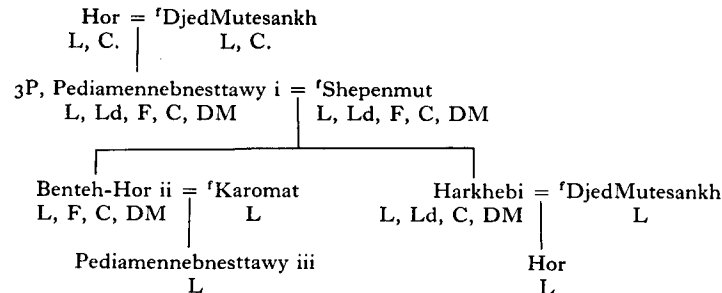 Hor = ᶠDjedMutesankh
L, C. L, C.
3P, Pediamennebnesttawy i = ᶠShepenmut
L, Ld, F, C, DM L, Ld, F, C, DM
Benteh-Hor ii = ᶠKaromat Harkhebi = ᶠDjedMutesankh
L, F, C, DM L L, Ld, C, DM L
Pediamennebnesttawy iii Hor
L L